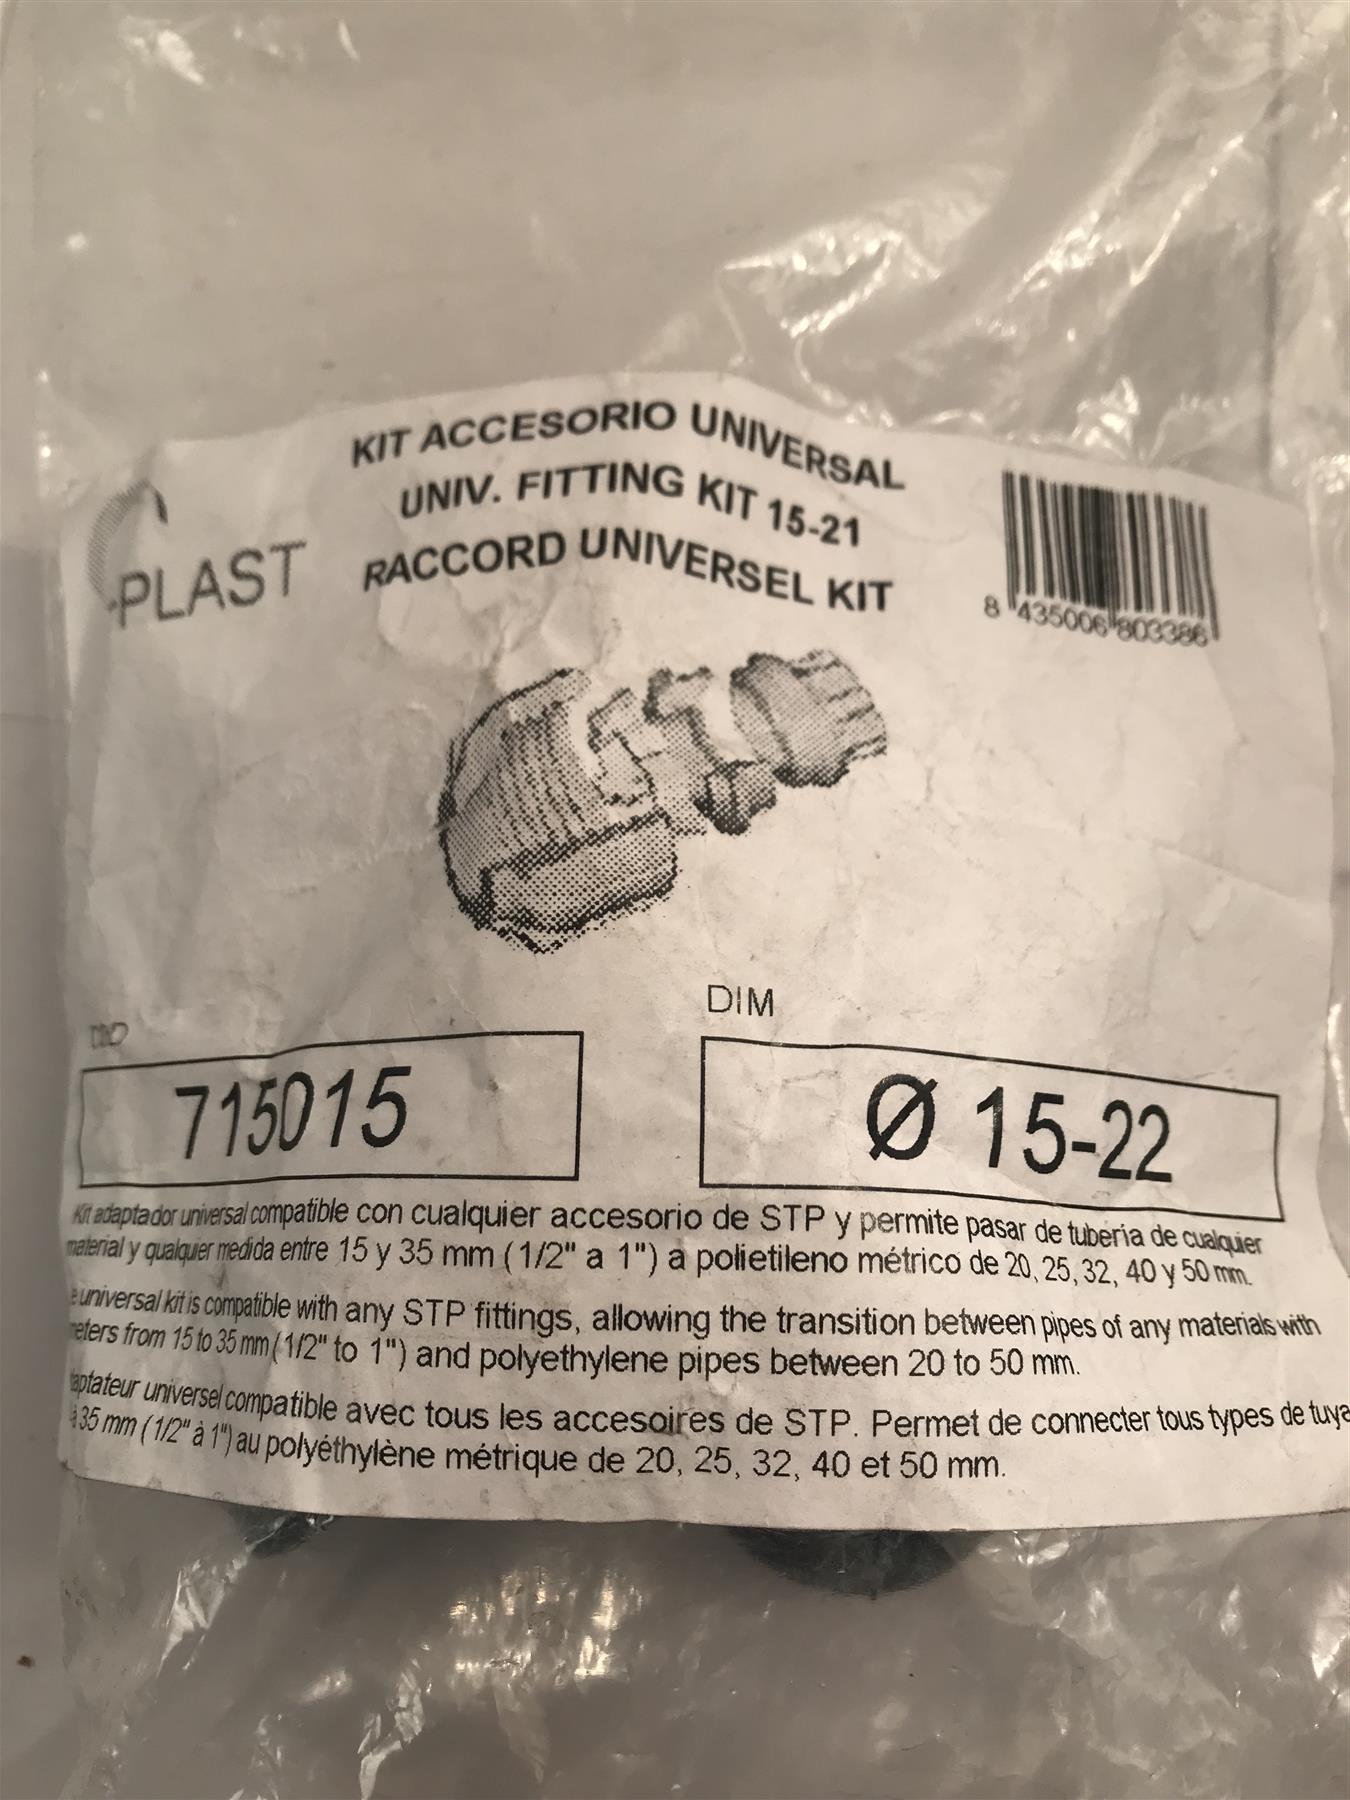 KIT ACCESORIO UNIVERSAL
UNIV. FITTING KIT 15-21
RACCORD UNIVERSEL KIT
PLAST
8 435006 803386
DIM
715015
Ø 15-22
Kit adaptador universal compatible con cualquier accesorio de STP y permite pasar de tubería de cualquier
material y qualquier medida entre 15 y 35 mm (1/2" a 1") a polietileno métrico de 20, 25, 32, 40 y 50 mm.
universal kit is compatible with any STP fittings, allowing the transition between pipes of any materials with
from 15 to 35 mm (1/2" to 1") and polyethylene pipes between 20 to 50 mm.
universel compatible avec tous les accesoires de STP. Permet de connecter tous types de
à 35 mm (1/2" à 1") au polyéthylène métrique de 20, 25, 32, 40 et 50 mm.